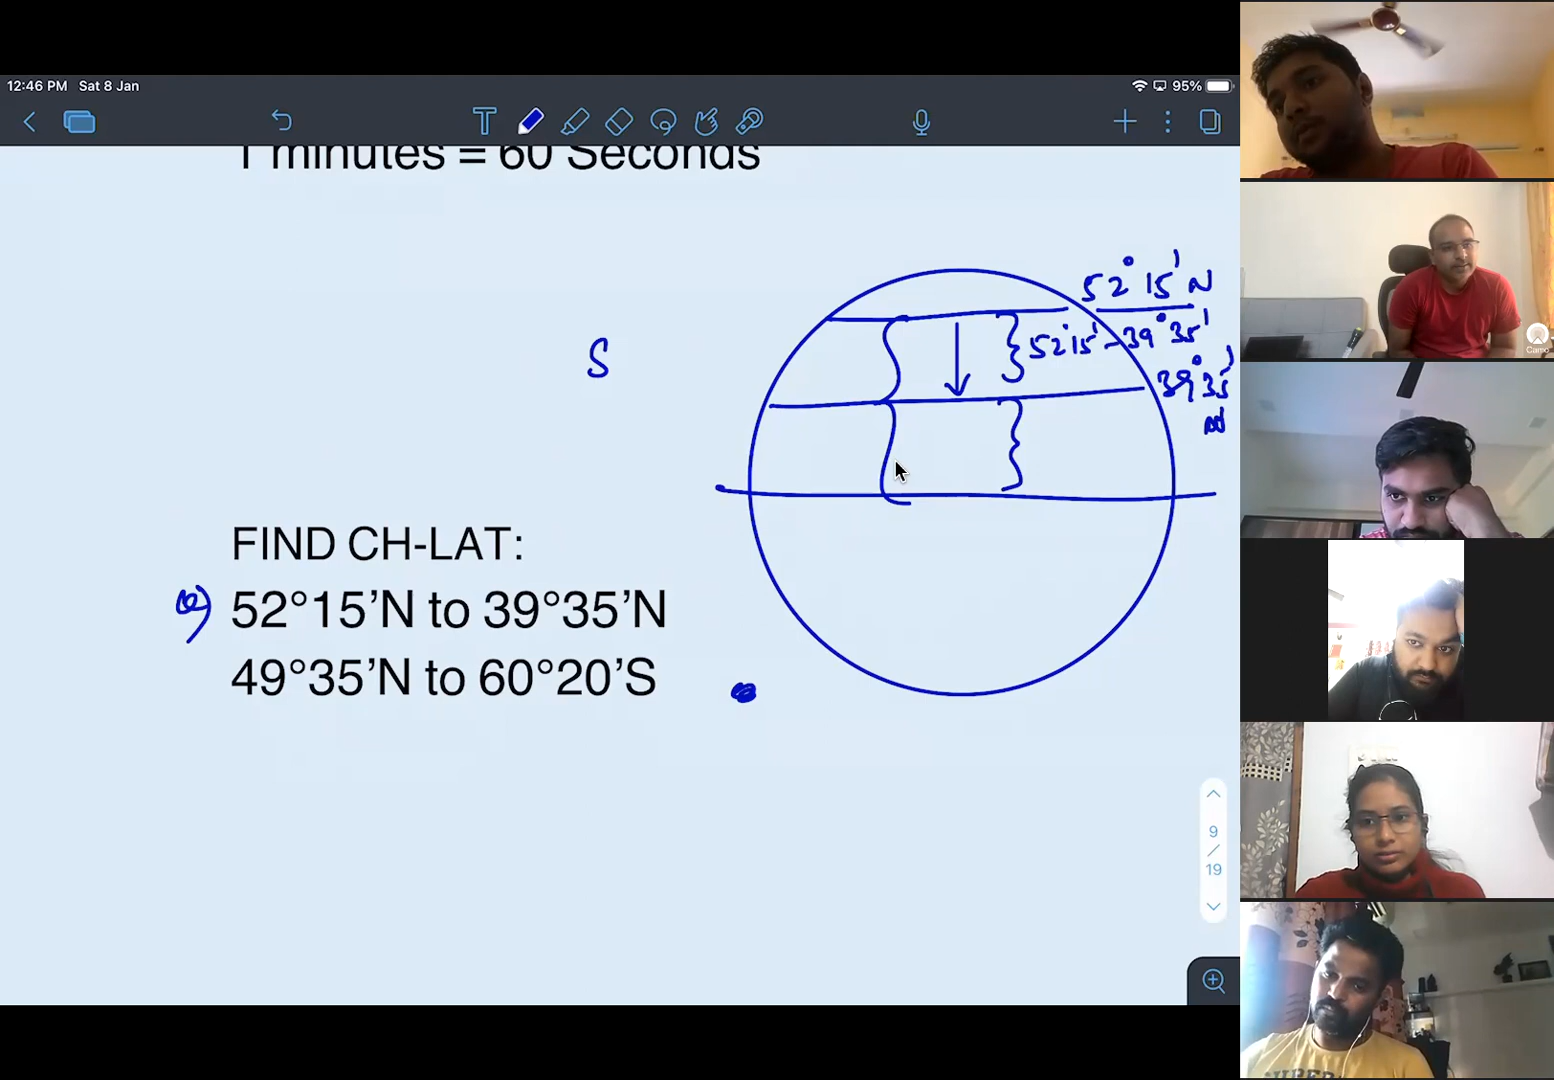 12:46 PM Sat 8 Jan
95%
T
1 minutes = 60 Seconds
52°15'N
52°15' - 39°35'
39°35'
N
S
FIND CH-LAT:
52°15’N to 39°35’N
49°35’N to 60°20’S
9
/
19
Camo